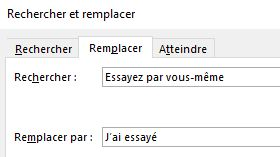 Rechercher et remplacer
Rechercher Remplacer Atteindre
Rechercher : Essayez par vous-même
Remplacer par : J'ai essayé